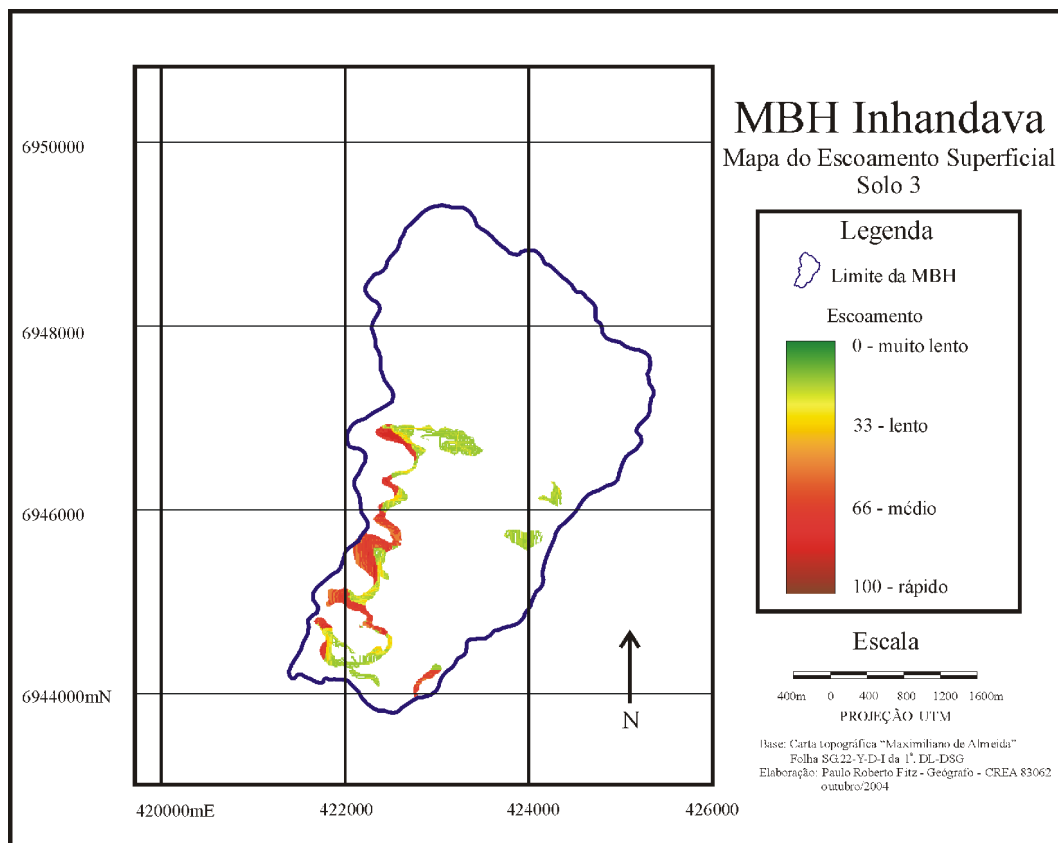 MBH Inhandava
Mapa do Escoamento Superficial
Solo 3
6950000
6948000
6946000
6944000mN
420000mE
422000
424000
426000
N
Legenda
Limite da MBH
Escoamento
0 - muito lento
33 - lento
66 - médio
100 - rápido
Escala
400m 0 400 800 1200 1600m
PROJEÇÃO UTM
Base: Carta topográfica “Maximiliano de Almeida”
Folha SG.22-Y-D-I da 1ª. DL-DSG
Elaboração: Paulo Roberto Fitz - Geógrafo - CREA 83062
outubro/2004